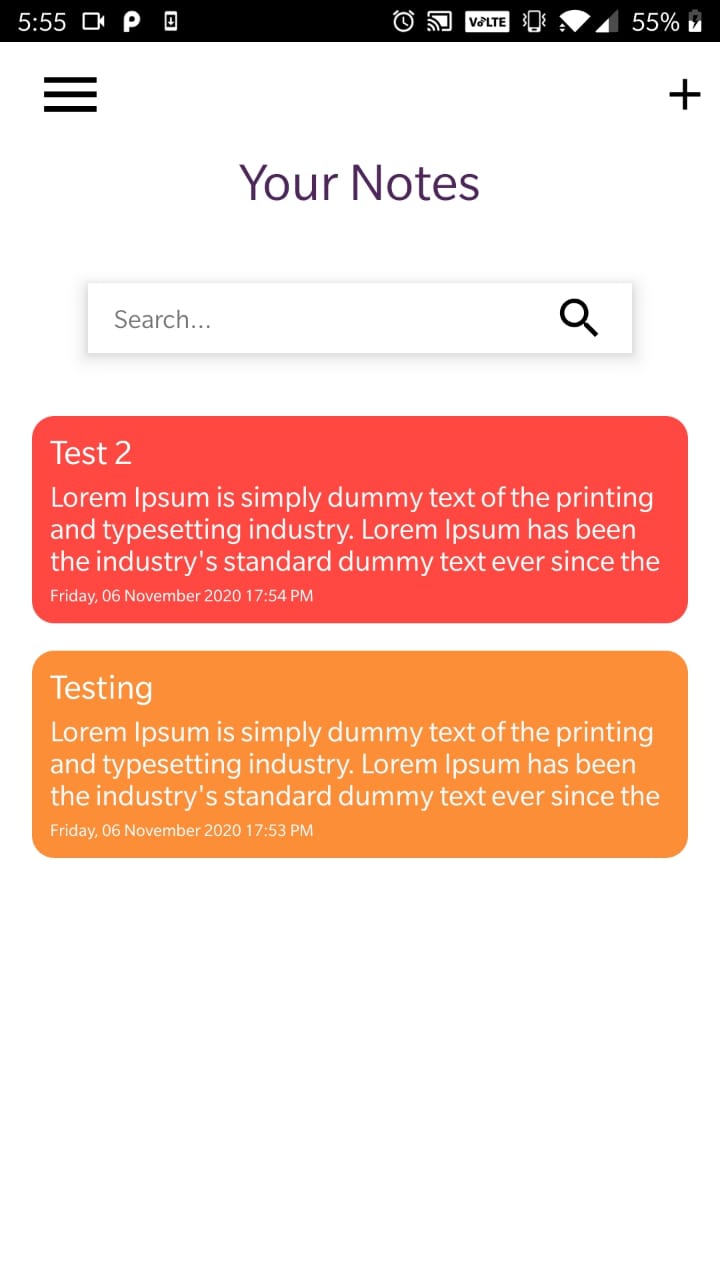 5:55 VoLTE 55%
Your Notes
Search...
Test 2
Lorem Ipsum is simply dummy text of the printing
and typesetting industry. Lorem Ipsum has been
the industry's standard dummy text ever since the
Friday, 06 November 2020 17:54 PM
Testing
Lorem Ipsum is simply dummy text of the printing
and typesetting industry. Lorem Ipsum has been
the industry's standard dummy text ever since the
Friday, 06 November 2020 17:53 PM